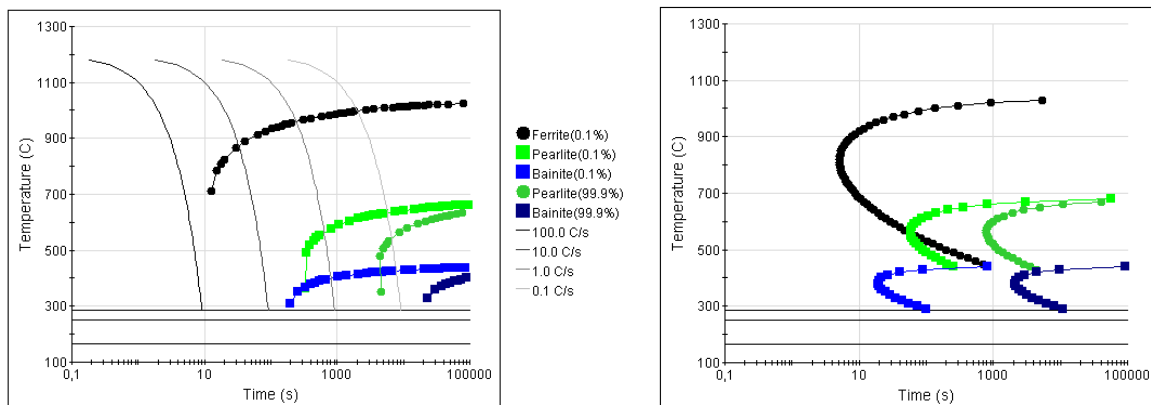 1300
1100
900
700
500
300
100
Temperature (C)
0,1
10
1000
100000
Time (s)
Ferrite(0.1%)
Pearlite(0.1%)
Bainite(0.1%)
Pearlite(99.9%)
Bainite(99.9%)
100.0 C/s
10.0 C/s
1.0 C/s
0.1 C/s
1300
1100
900
700
500
300
100
Temperature (C)
0,1
10
1000
100000
Time (s)